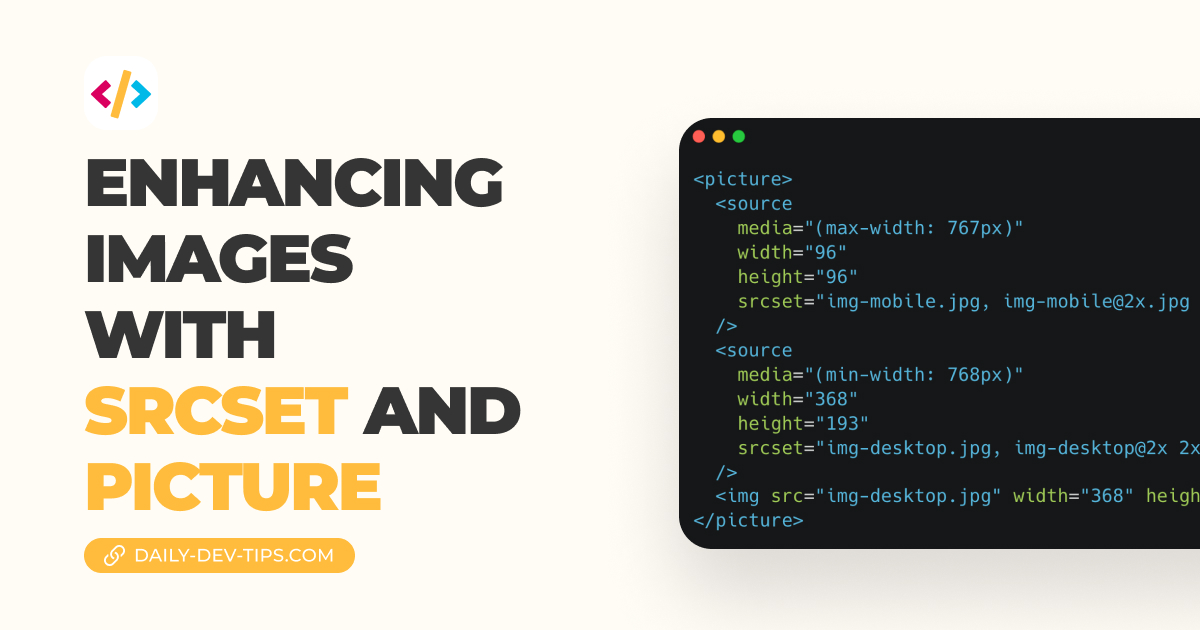 ENHANCING
IMAGES
WITH
SRCSET AND
PICTURE
DAILY-DEV-TIPS.COM
<picture>
  <source
    media="(max-width: 767px)"
    width="96"
    height="96"
    srcset="img-mobile.jpg, img-mobile@2x.jpg
  />
  <source
    media="(min-width: 768px)"
    width="368"
    height="193"
    srcset="img-desktop.jpg, img-desktop@2x 2x
  />
  <img src="img-desktop.jpg" width="368" heigh
</picture>